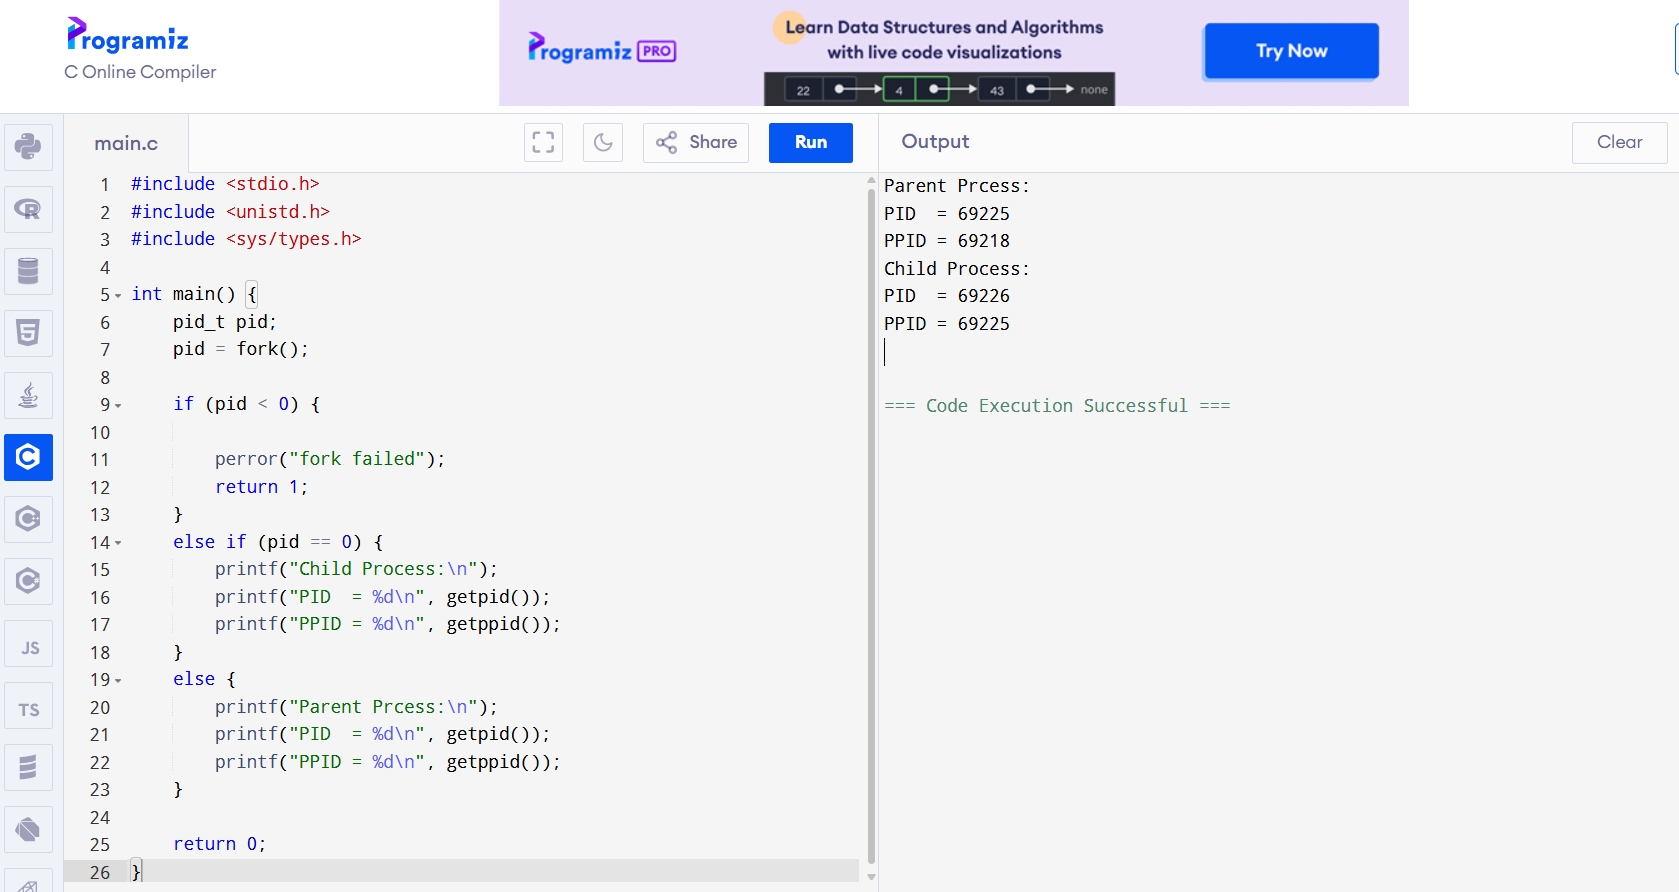 Programiz
C Online Compiler
Programiz PRO
Learn Data Structures and Algorithms
with live code visualizations
22 4 43 none
Try Now
main.c
Share
Run
Output
Clear
1 #include <stdio.h>
2 #include <unistd.h>
3 #include <sys/types.h>
4
5 int main() {
6     pid_t pid;
7     pid = fork();
8
9     if (pid < 0) {
10
11         perror("fork failed");
12         return 1;
13     }
14     else if (pid == 0) {
15         printf("Child Process:\n");
16         printf("PID  = %d\n", getpid());
17         printf("PPID = %d\n", getppid());
18     }
19     else {
20         printf("Parent Prcess:\n");
21         printf("PID  = %d\n", getpid());
22         printf("PPID = %d\n", getppid());
23     }
24
25     return 0;
26 }
Parent Prcess:
PID  = 69225
PPID = 69218
Child Process:
PID  = 69226
PPID = 69225
=== Code Execution Successful ===
R
5
C
C
C
JS
TS